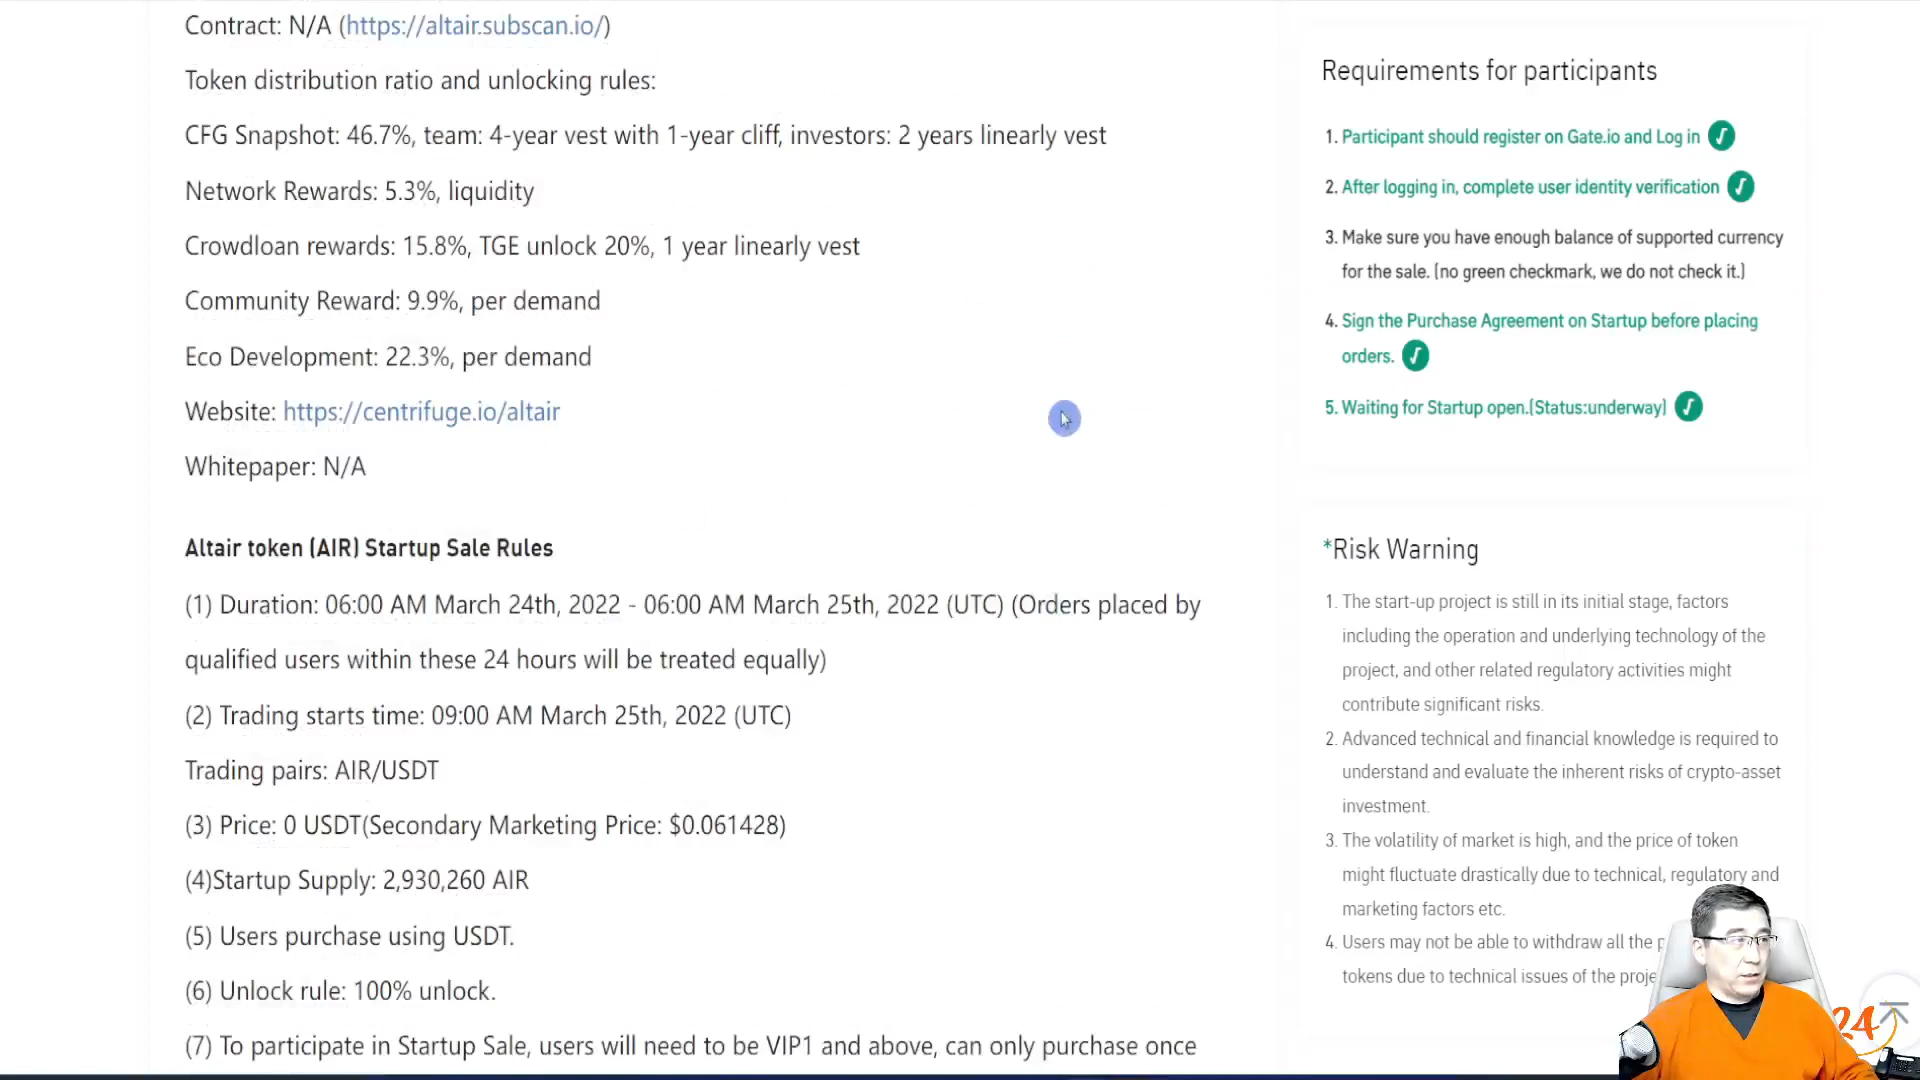 Contract: N/A (https://altair.subscan.io/)
Token distribution ratio and unlocking rules:
CFG Snapshot: 46.7%, team: 4-year vest with 1-year cliff, investors: 2 years linearly vest
Network Rewards: 5.3%, liquidity
Crowdloan rewards: 15.8%, TGE unlock 20%, 1 year linearly vest
Community Reward: 9.9%, per demand
Eco Development: 22.3%, per demand
Website: https://centrifuge.io/altair
Whitepaper: N/A
Altair token (AIR) Startup Sale Rules
(1) Duration: 06:00 AM March 24th, 2022 - 06:00 AM March 25th, 2022 (UTC) (Orders placed by
qualified users within these 24 hours will be treated equally)
(2) Trading starts time: 09:00 AM March 25th, 2022 (UTC)
Trading pairs: AIR/USDT
(3) Price: 0 USDT(Secondary Marketing Price: $0.061428)
(4)Startup Supply: 2,930,260 AIR
(5) Users purchase using USDT.
(6) Unlock rule: 100% unlock.
(7) To participate in Startup Sale, users will need to be VIP1 and above, can only purchase once
Requirements for participants
1. Participant should register on Gate.io and Log in
2. After logging in, complete user identity verification
3. Make sure you have enough balance of supported currency
for the sale. (no green checkmark, we do not check it.)
4. Sign the Purchase Agreement on Startup before placing
orders.
5. Waiting for Startup open.(Status:underway)
*Risk Warning
1. The start-up project is still in its initial stage, factors
including the operation and underlying technology of the
project, and other related regulatory activities might
contribute significant risks.
2. Advanced technical and financial knowledge is required to
understand and evaluate the inherent risks of crypto-asset
investment.
3. The volatility of market is high, and the price of token
might fluctuate drastically due to technical, regulatory and
marketing factors etc.
4. Users may not be able to withdraw all the
tokens due to technical issues of the
24